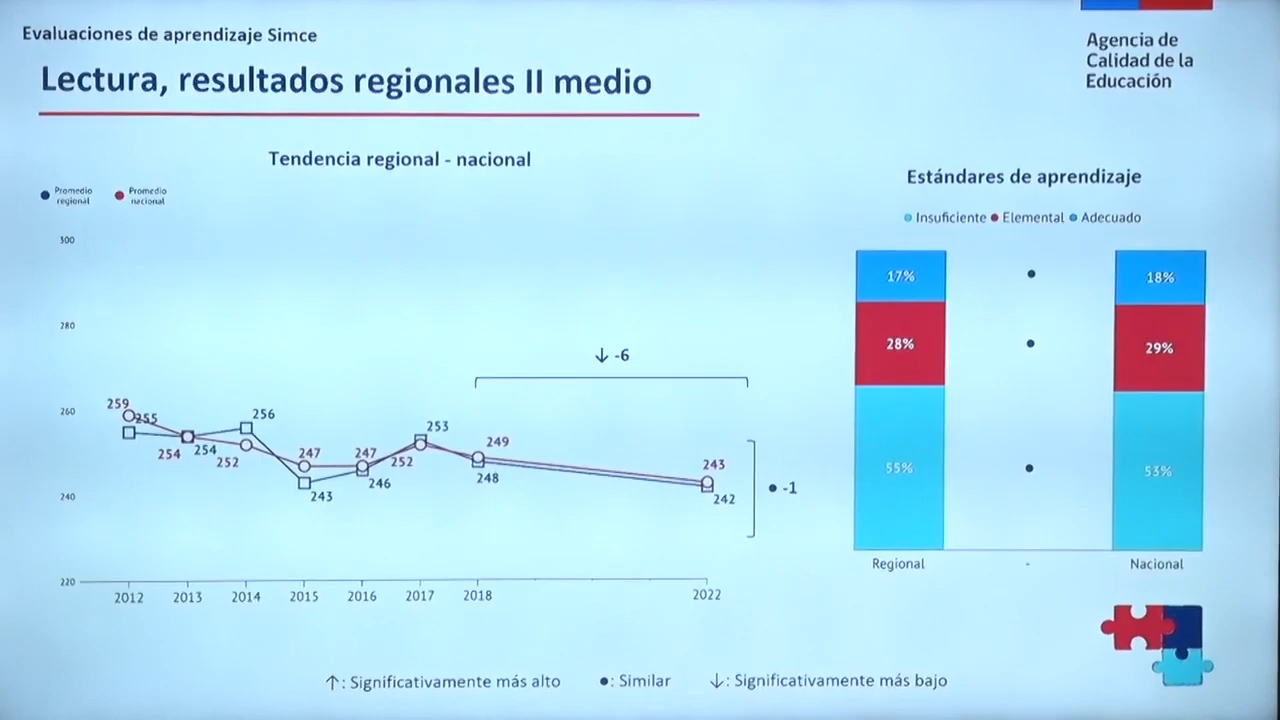 Evaluaciones de aprendizaje Simce
Lectura, resultados regionales II medio
Agencia de
Calidad de la
Educación
Tendencia regional - nacional
Promedio
regional
Promedio
nacional
300
280
260
240
220
↓ -6
259
255
254
254
256
252
247
243
247
246
252
253
249
248
243
242
● -1
2012
2013
2014
2015
2016
2017
2018
2022
Estándares de aprendizaje
Insuficiente ● Elemental ● Adecuado
17%
18%
28%
29%
55%
53%
Regional
-
Nacional
↑: Significativamente más alto ●: Similar ↓: Significativamente más bajo